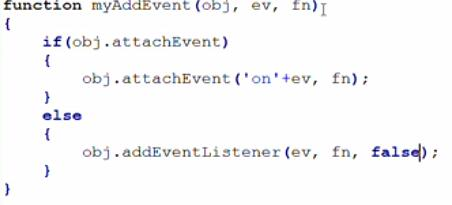 function myAddEvent(obj, ev, fn)
{
    if(obj.attachEvent)
    {
        obj.attachEvent('on'+ev, fn);
    }
    else
    {
        obj.addEventListener(ev, fn, false);
    }
}